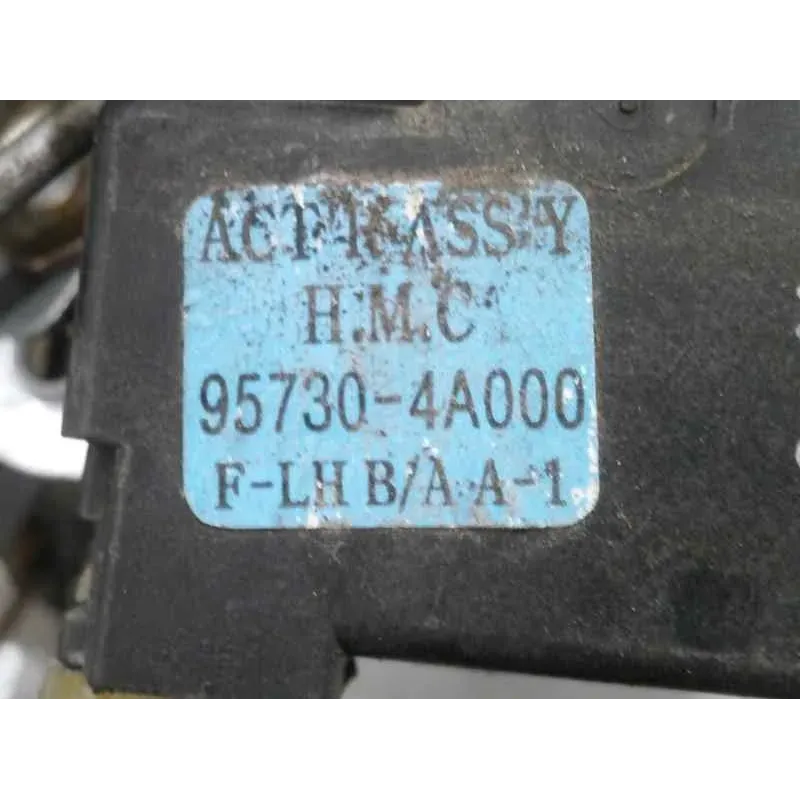 ACT'R ASS'Y
H.M.C
95730-4A000
F-LH B/A A-1